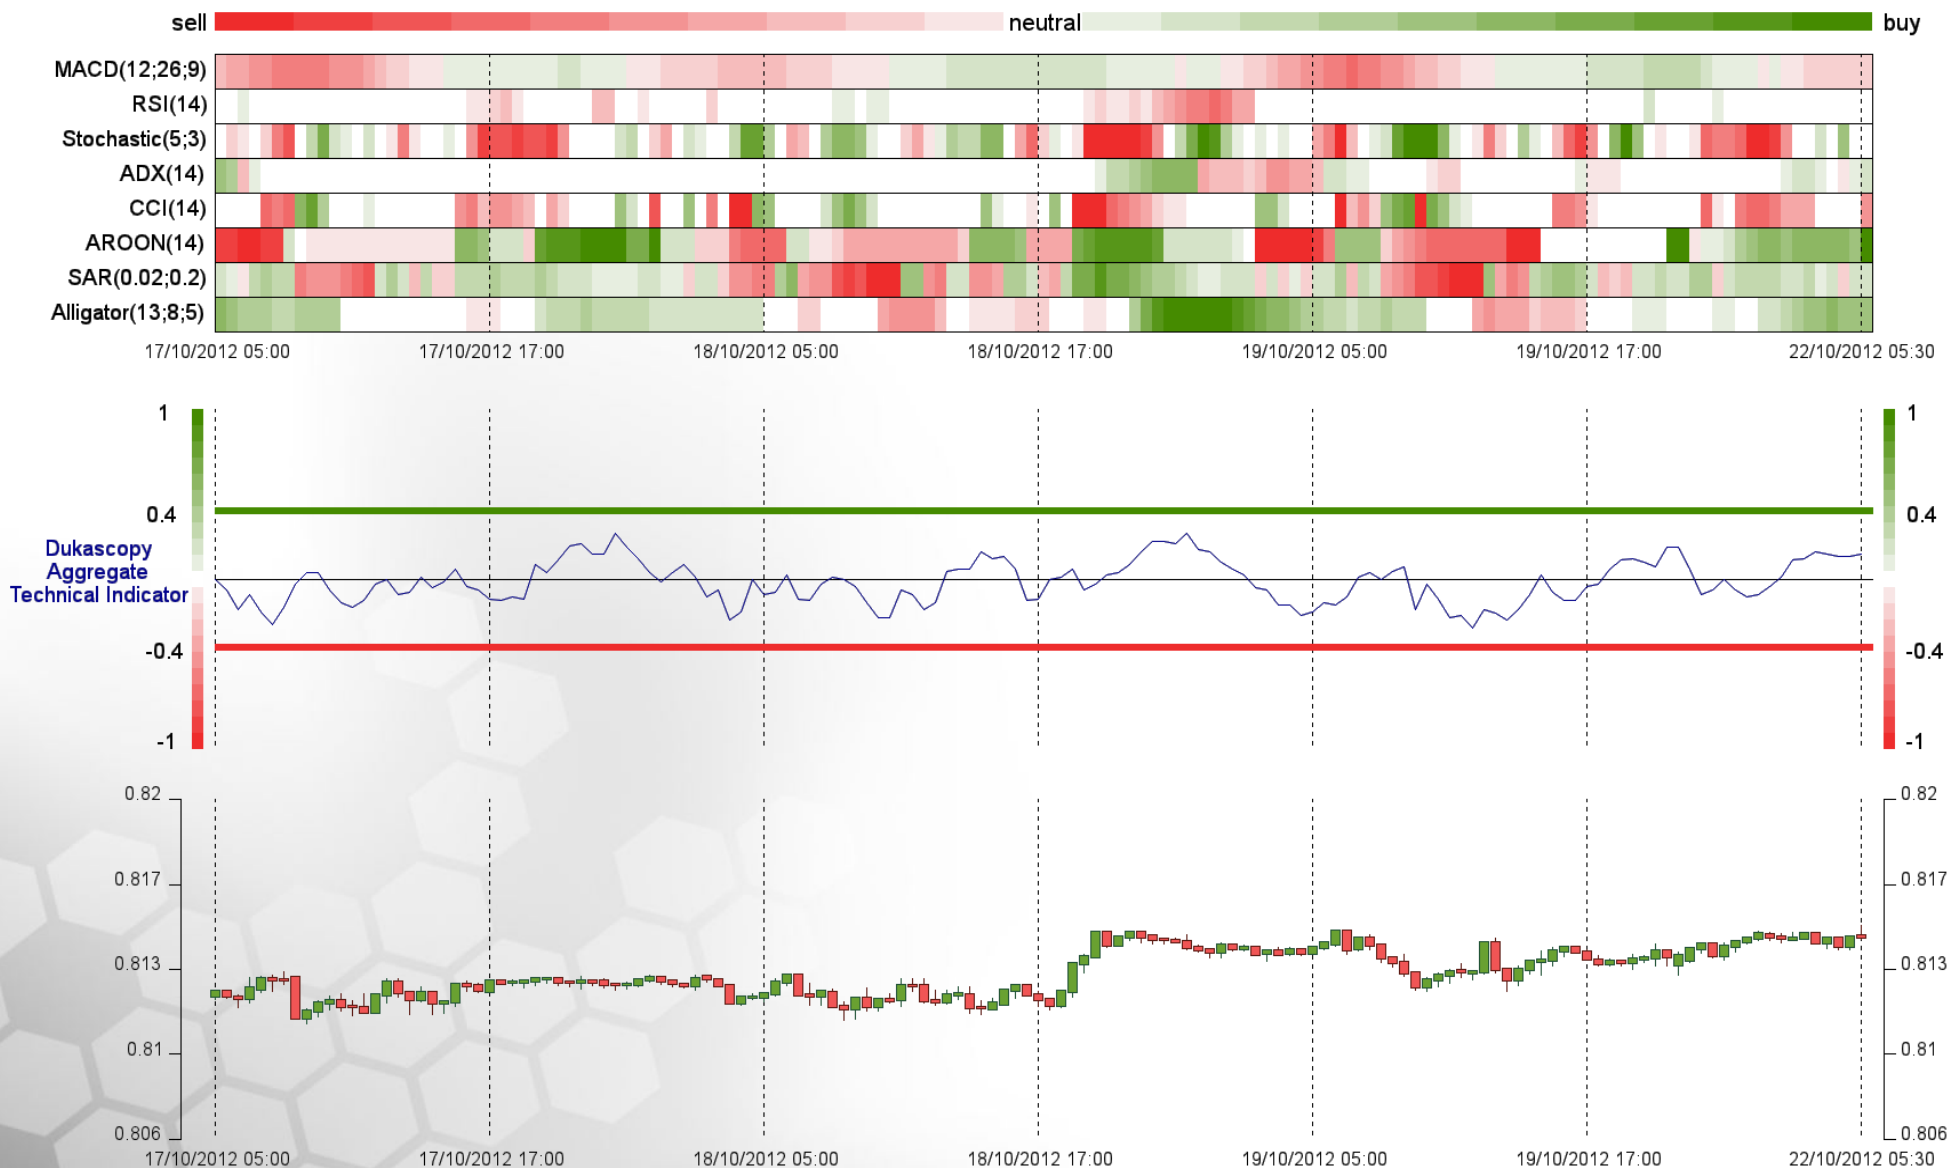 sell neutral buy
MACD(12;26;9)
RSI(14)
Stochastic(5;3)
ADX(14)
CCI(14)
AROON(14)
SAR(0.02;0.2)
Alligator(13;8;5)
17/10/2012 05:00 17/10/2012 17:00 18/10/2012 05:00 18/10/2012 17:00 19/10/2012 05:00 19/10/2012 17:00 22/10/2012 05:30
1 1
0.4 0.4
Dukascopy
Aggregate
Technical Indicator
-0.4 -0.4
-1 -1
0.82 0.82
0.817 0.817
0.813 0.813
0.81 0.81
0.806 0.806
17/10/2012 05:00 17/10/2012 17:00 18/10/2012 05:00 18/10/2012 17:00 19/10/2012 05:00 19/10/2012 17:00 22/10/2012 05:30